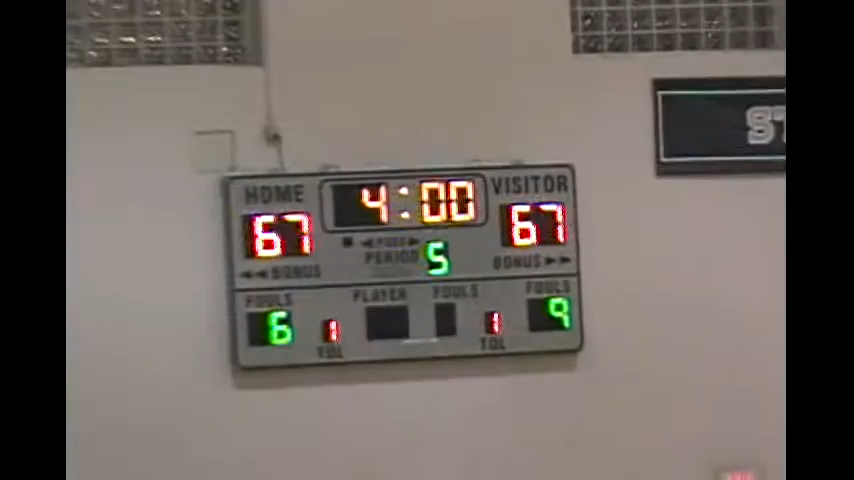 HOME 4:00 VISITOR
67 67
◀ POSS ▶
PERIOD 5
◀◀ BONUS BONUS ▶▶
FOULS PLAYER FOULS FOULS
6 1 1 9
TOL TOL
ST